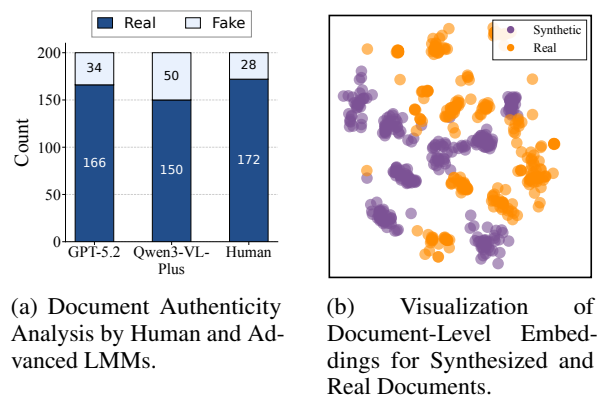 Real Fake
200
150
100
50
0
Count
34
50
28
166
150
172
GPT-5.2 Qwen3-VL-Plus Human
Synthetic
Real
(a) Document Authenticity
Analysis by Human and Ad-
vanced LMMs.
(b) Visualization of
Document-Level Embed-
dings for Synthesized and
Real Documents.